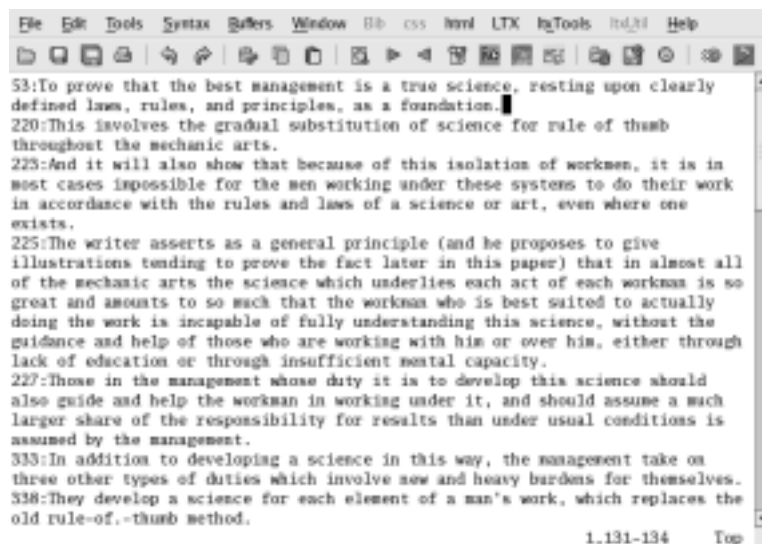 File Edit Tools Syntax Buffers Window Bib css html LTX ltxTools Help
53:To prove that the best management is a true science, resting upon clearly
defined laws, rules, and principles, as a foundation.
220:This involves the gradual substitution of science for rule of thumb
throughout the mechanic arts.
223:And it will also show that because of this isolation of workmen, it is in
most cases impossible for the men working under these systems to do their work
in accordance with the rules and laws of a science or art, even where one
exists.
225:The writer asserts as a general principle (and he proposes to give
illustrations tending to prove the fact later in this paper) that in almost all
of the mechanic arts the science which underlies each act of each workman is so
great and amounts to so much that the workman who is best suited to actually
doing the work is incapable of fully understanding this science, without the
guidance and help of those who are working with him or over him, either through
lack of education or through insufficient mental capacity.
227:Those in the management whose duty it is to develop this science should
also guide and help the workman in working under it, and should assume a much
larger share of the responsibility for results than under usual conditions is
assumed by the management.
333:In addition to developing a science in this way, the management take on
three other types of duties which involve new and heavy burdens for themselves.
338:They develop a science for each element of a man's work, which replaces the
old rule-of.-thumb method.
1,131-134 Top